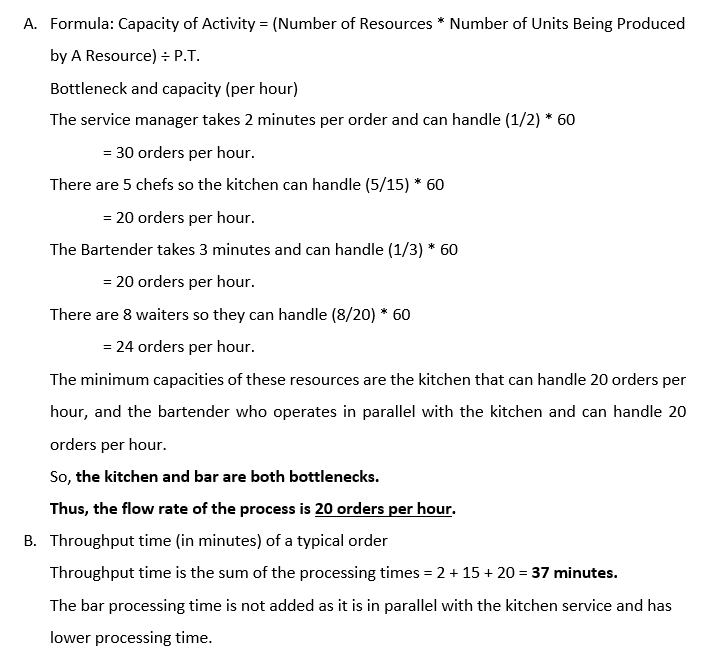 A. Formula: Capacity of Activity = (Number of Resources * Number of Units Being Produced
by A Resource) ÷ P.T.
Bottleneck and capacity (per hour)
The service manager takes 2 minutes per order and can handle (1/2) * 60
= 30 orders per hour.
There are 5 chefs so the kitchen can handle (5/15) * 60
= 20 orders per hour.
The Bartender takes 3 minutes and can handle (1/3) * 60
= 20 orders per hour.
There are 8 waiters so they can handle (8/20) * 60
= 24 orders per hour.
The minimum capacities of these resources are the kitchen that can handle 20 orders per
hour, and the bartender who operates in parallel with the kitchen and can handle 20
orders per hour.
So, the kitchen and bar are both bottlenecks.
Thus, the flow rate of the process is 20 orders per hour.
B. Throughput time (in minutes) of a typical order
Throughput time is the sum of the processing times = 2 + 15 + 20 = 37 minutes.
The bar processing time is not added as it is in parallel with the kitchen service and has
lower processing time.